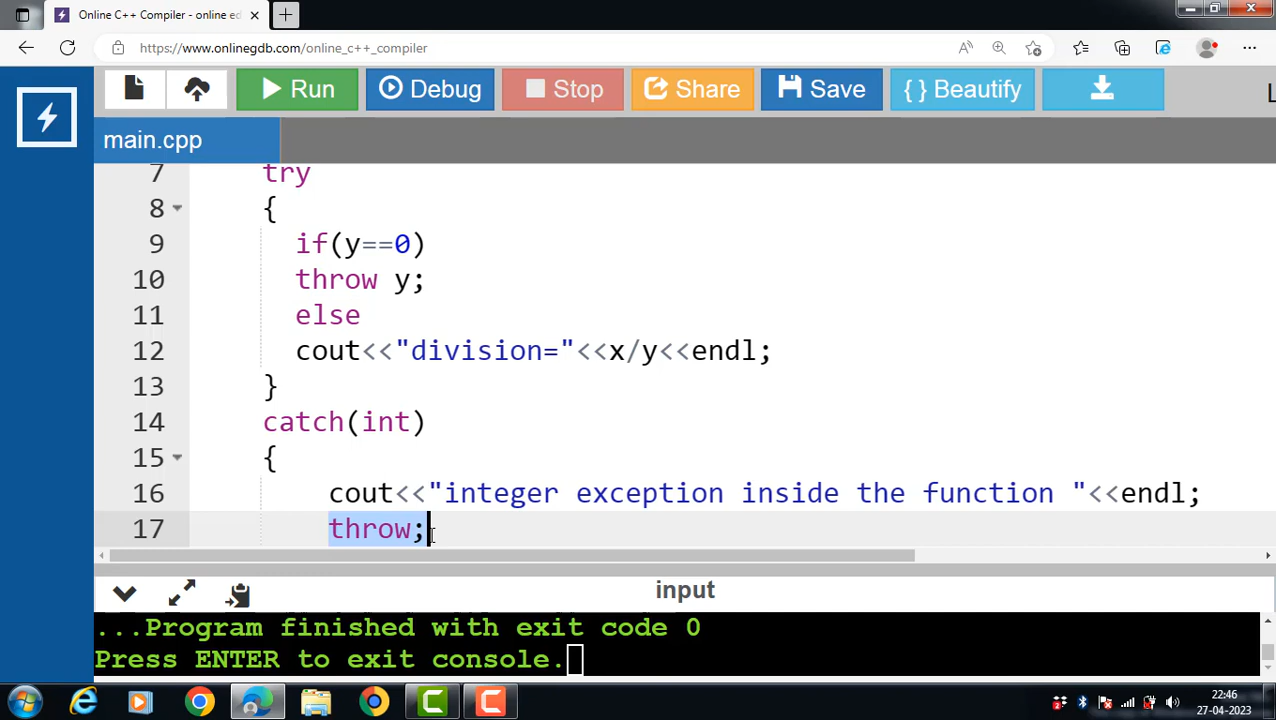 Online C++ Compiler - online ed
https://www.onlinegdb.com/online_c++_compiler
Run Debug Stop Share Save { } Beautify L
main.cpp
7 try
8 {
9 if(y==0)
10 throw y;
11 else
12 cout<<"division="<<x/y<<endl;
13 }
14 catch(int)
15 {
16 cout<<"integer exception inside the function "<<endl;
17 throw;
input
...Program finished with exit code 0
Press ENTER to exit console.
22:46
27-04-2023